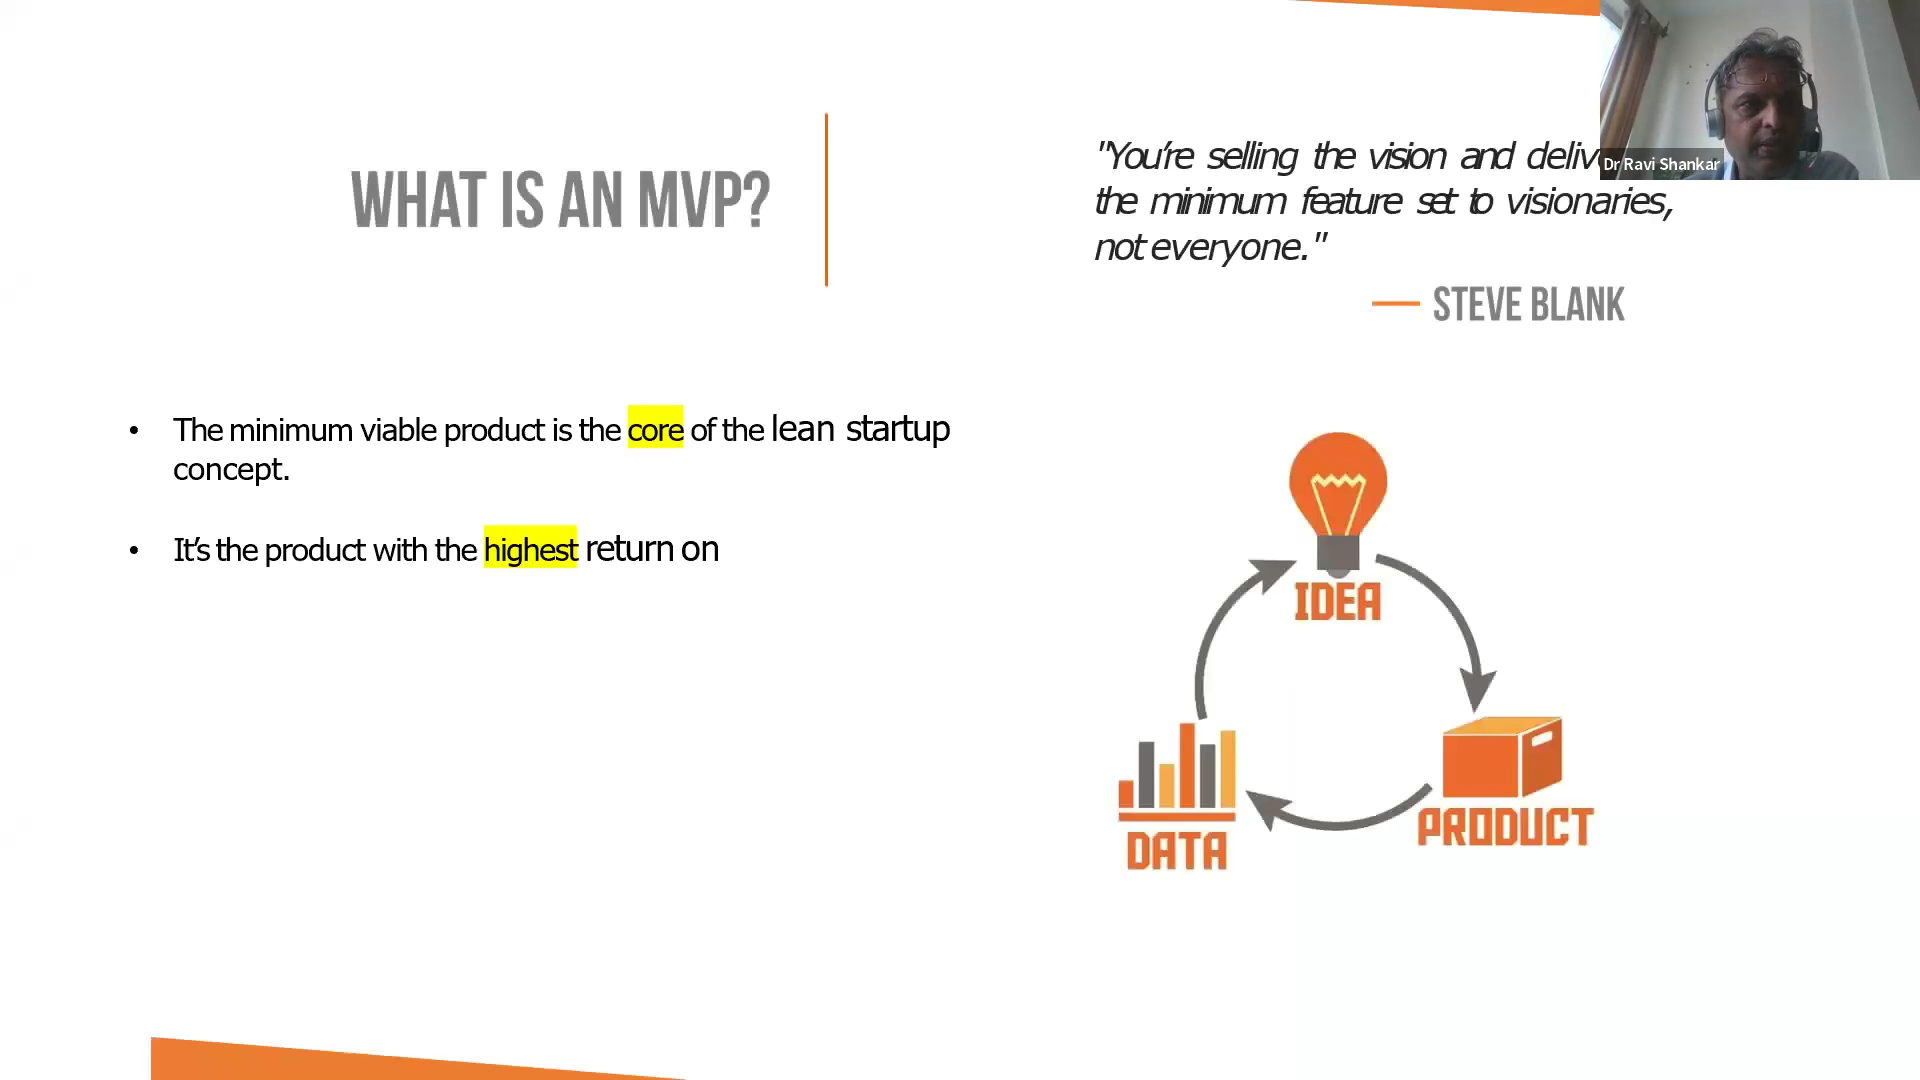 WHAT IS AN MVP?
"You're selling the vision and
the minimum feature set to visionaries,
not everyone."
STEVE BLANK
Dr Ravi Shankar
• The minimum viable product is the core of the lean startup
concept.
• It's the product with the highest return on
IDEA
PRODUCT
DATA